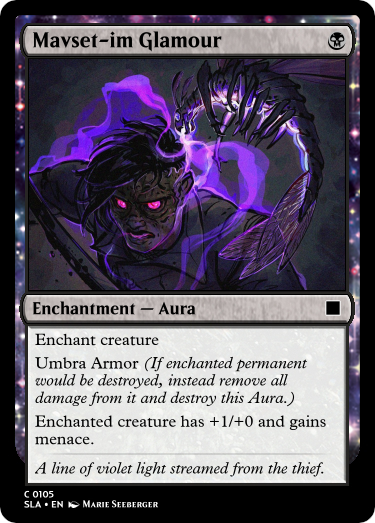 Mavset-im Glamour
Enchantment — Aura
Enchant creature
Umbra Armor (If enchanted permanent
would be destroyed, instead remove all
damage from it and destroy this Aura.)
Enchanted creature has +1/+0 and gains
menace.
A line of violet light streamed from the thief.
C 0105
SLA • EN Marie Seeberger